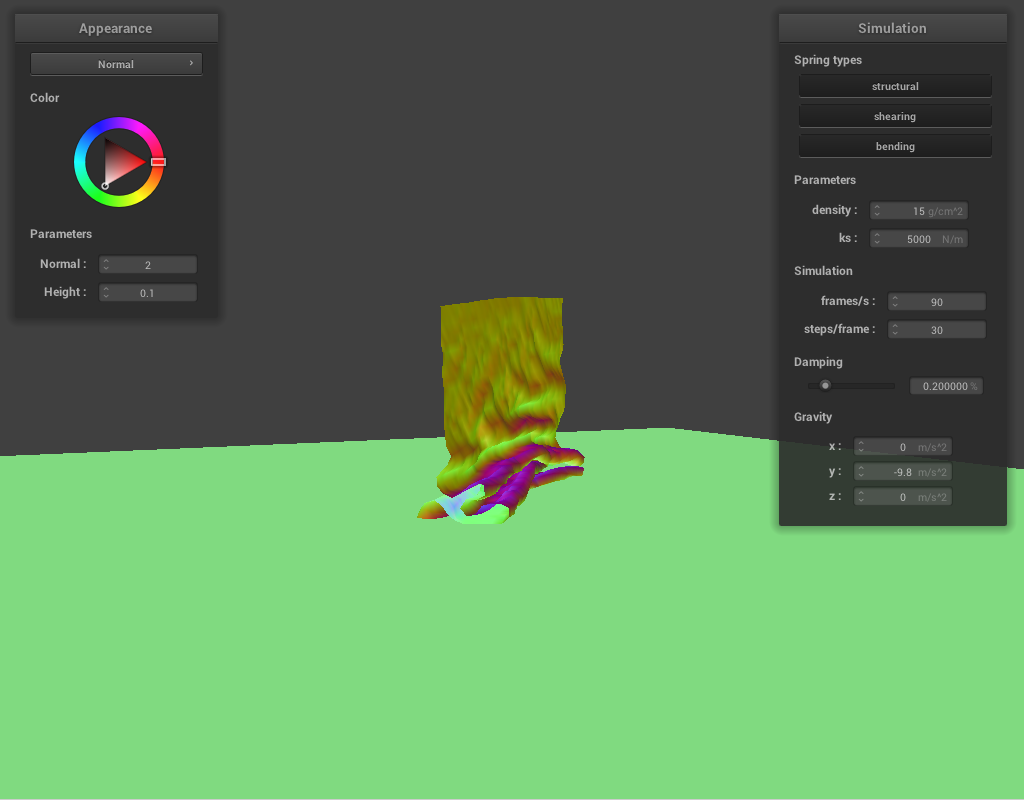 Appearance
Normal
Color
Parameters
Normal : 2
Height : 0.1
Simulation
Spring types
structural
shearing
bending
Parameters
density : 15 g/cm^2
ks : 5000 N/m
Simulation
frames/s : 90
steps/frame : 30
Damping
0.200000 %
Gravity
x : 0 m/s^2
y : -9.8 m/s^2
z : 0 m/s^2